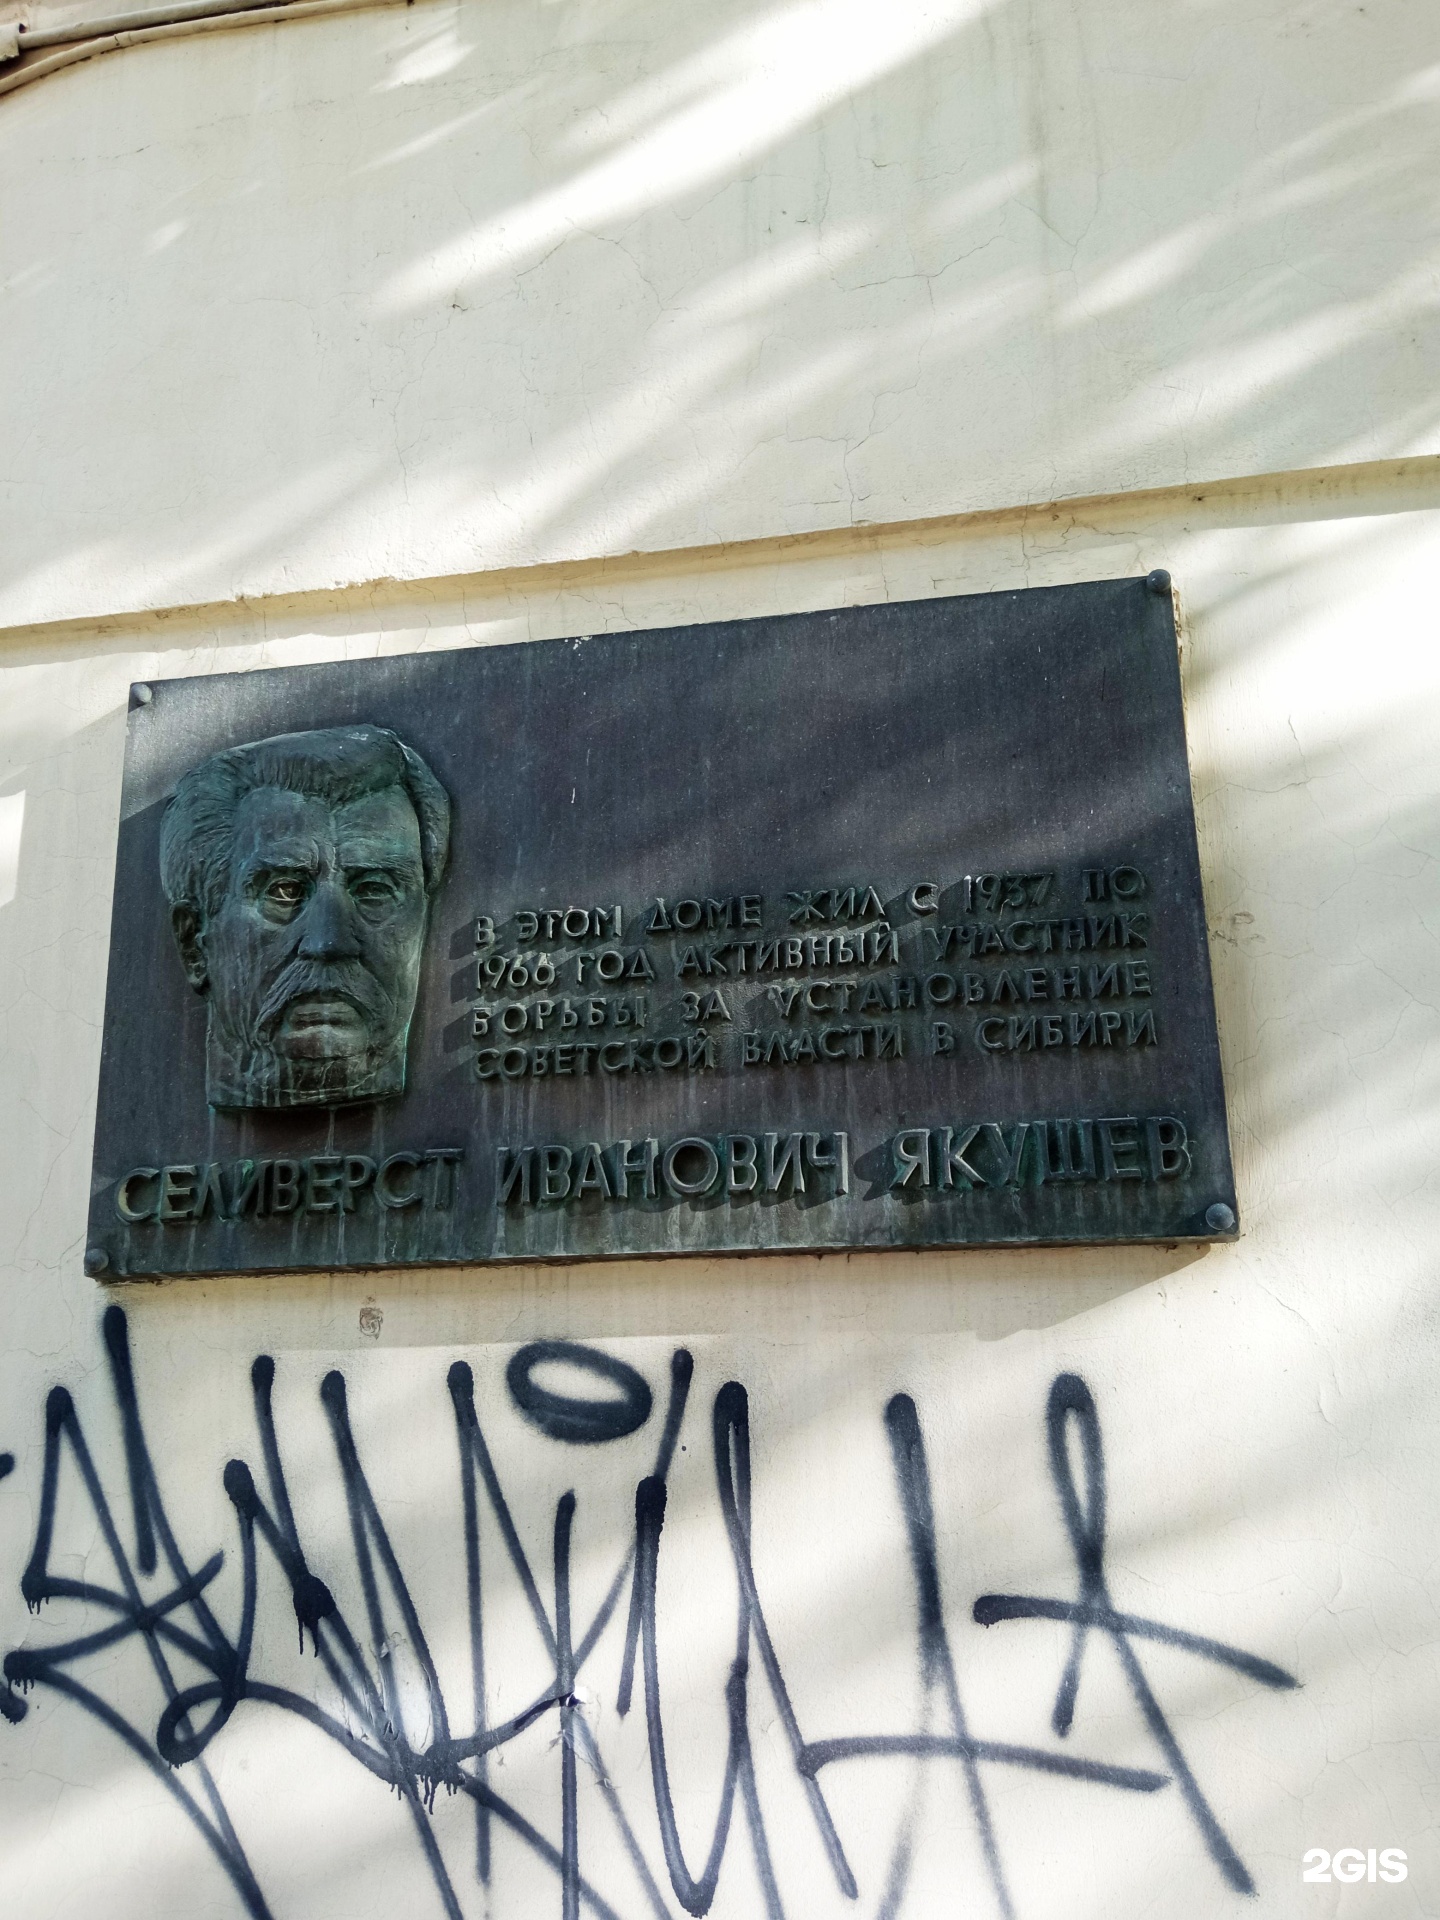 В ЭТОМ ДОМЕ ЖИЛ С 1937 ПО
1966 ГОД АКТИВНЫЙ УЧАСТНИК
БОРЬБЫ ЗА УСТАНОВЛЕНИЕ
СОВЕТСКОЙ ВЛАСТИ В СИБИРИ
СЕЛИВЕРСТ ИВАНОВИЧ ЯКУШЕВ
2GIS